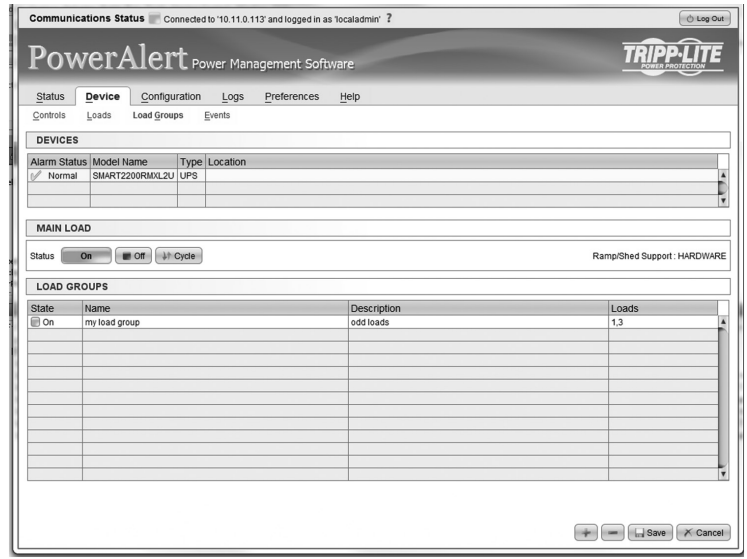 Communications Status Connected to '10.11.0.113' and logged in as 'localadmin' ? Log Out
PowerAlert Power Management Software
TRIPP·LITE
POWER PROTECTION
Status Device Configuration Logs Preferences Help
Controls Loads Load Groups Events
DEVICES
Alarm Status Model Name Type Location
Normal SMART2200RMXL2U UPS
MAIN LOAD
Status On Off Cycle Ramp/Shed Support : HARDWARE
LOAD GROUPS
State Name Description Loads
On my load group odd loads 1,3
Save Cancel